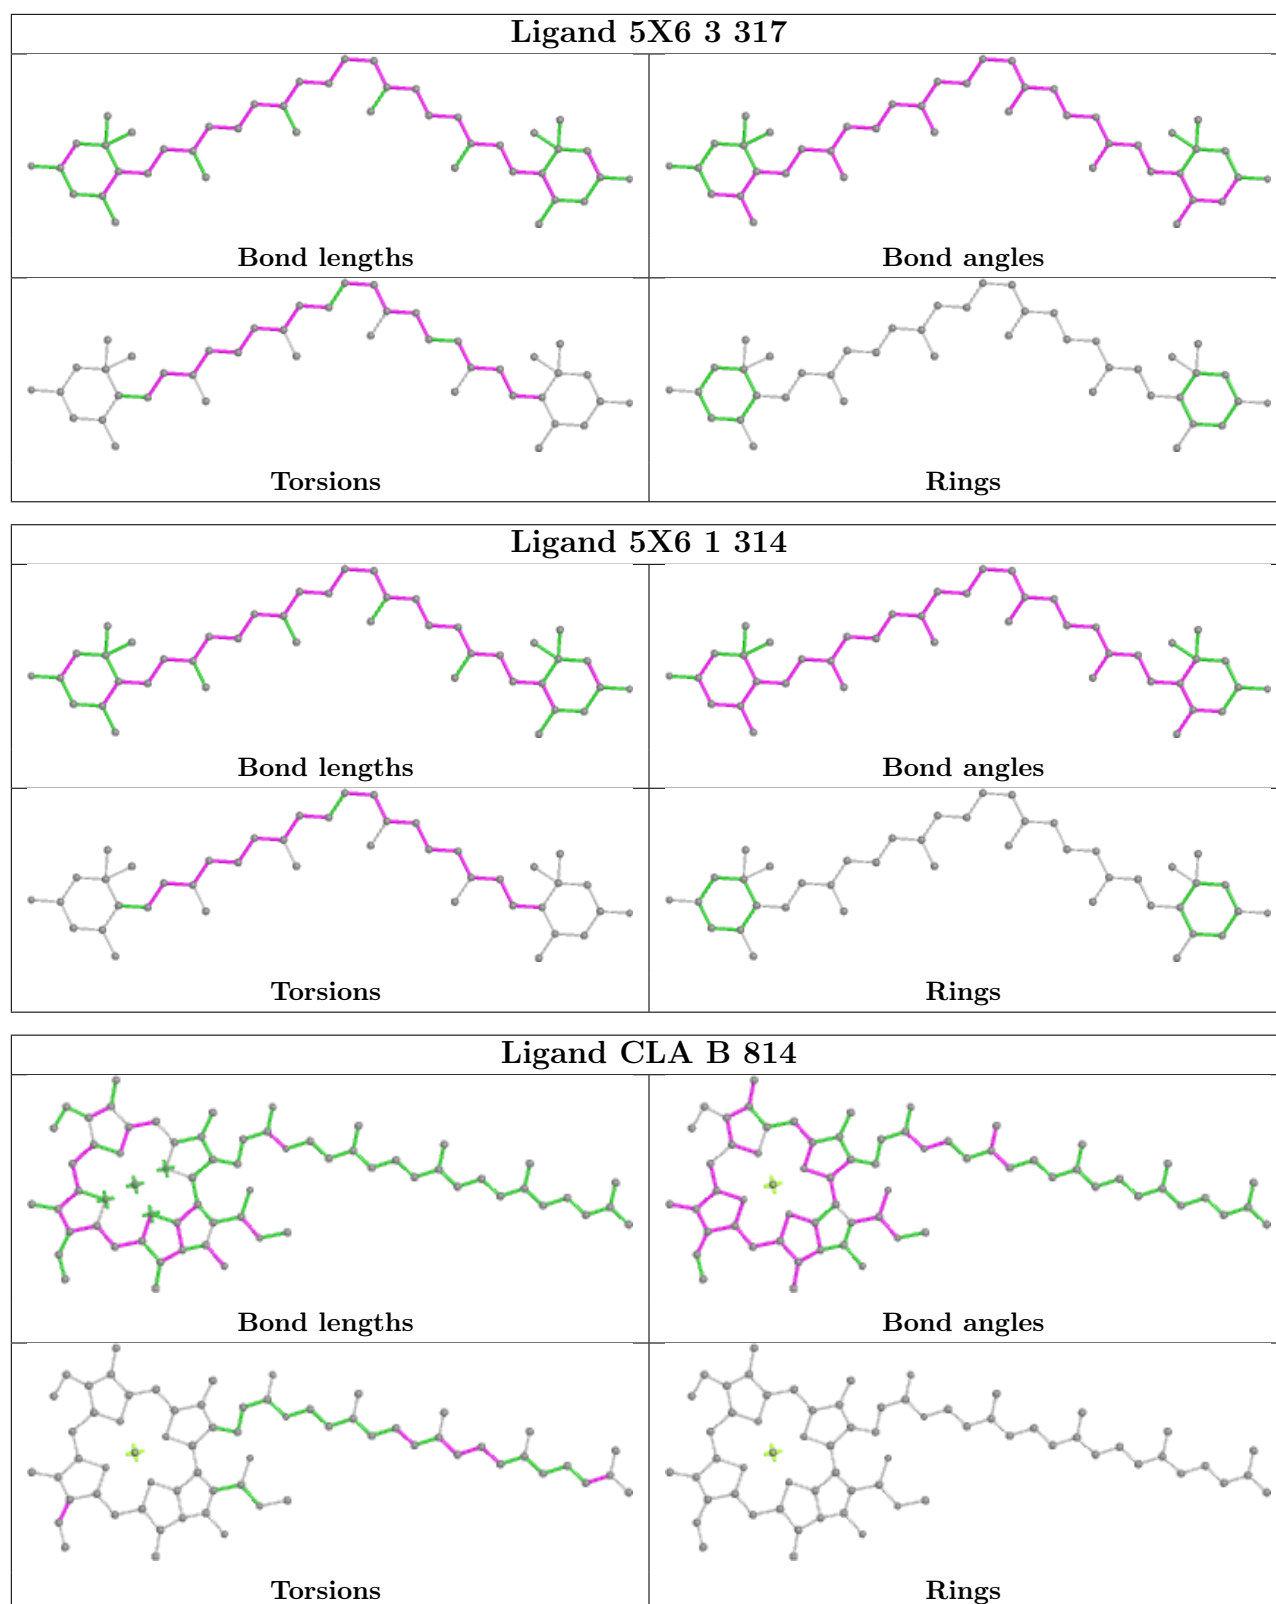 Ligand 5X6 3 317
Bond lengths
Bond angles
Torsions
Rings
Ligand 5X6 1 314
Bond lengths
Bond angles
Torsions
Rings
Ligand CLA B 814
Bond lengths
Bond angles
Torsions
Rings